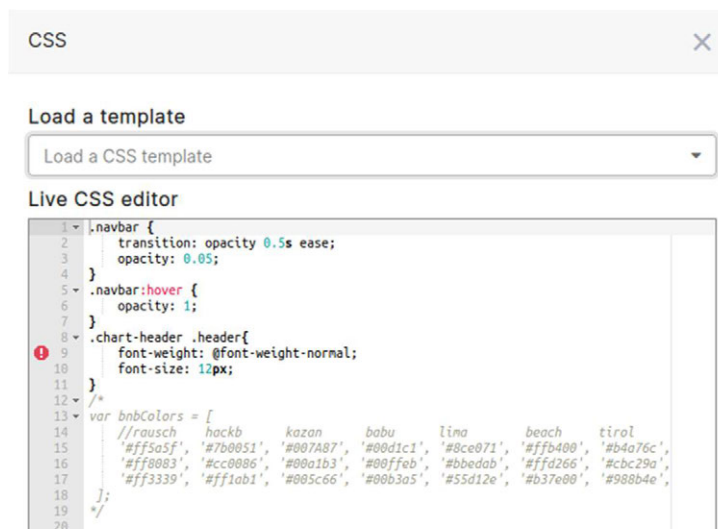 CSS
Load a template
Load a CSS template
Live CSS editor
1 .navbar {
2 transition: opacity 0.5s ease;
3 opacity: 0.05;
4 }
5 .navbar:hover {
6 opacity: 1;
7 }
8 .chart-header .header{
9 font-weight: @font-weight-normal;
10 font-size: 12px;
11 }
12 /*
13 var bnbColors = [
14 //rausch hackb kazan babu lima beach tirol
15 '#ff5a5f', '#7b0051', '#007A87', '#00d1c1', '#8ce071', '#ffb400', '#b4a76c',
16 '#ff8083', '#cc0086', '#00a1b3', '#00ffeb', '#bbedab', '#ffd266', '#cbc29a',
17 '#ff3339', '#ff1ab1', '#005c66', '#00b3a5', '#55d12e', '#b37e00', '#988b4e',
18 ];
19 */
20